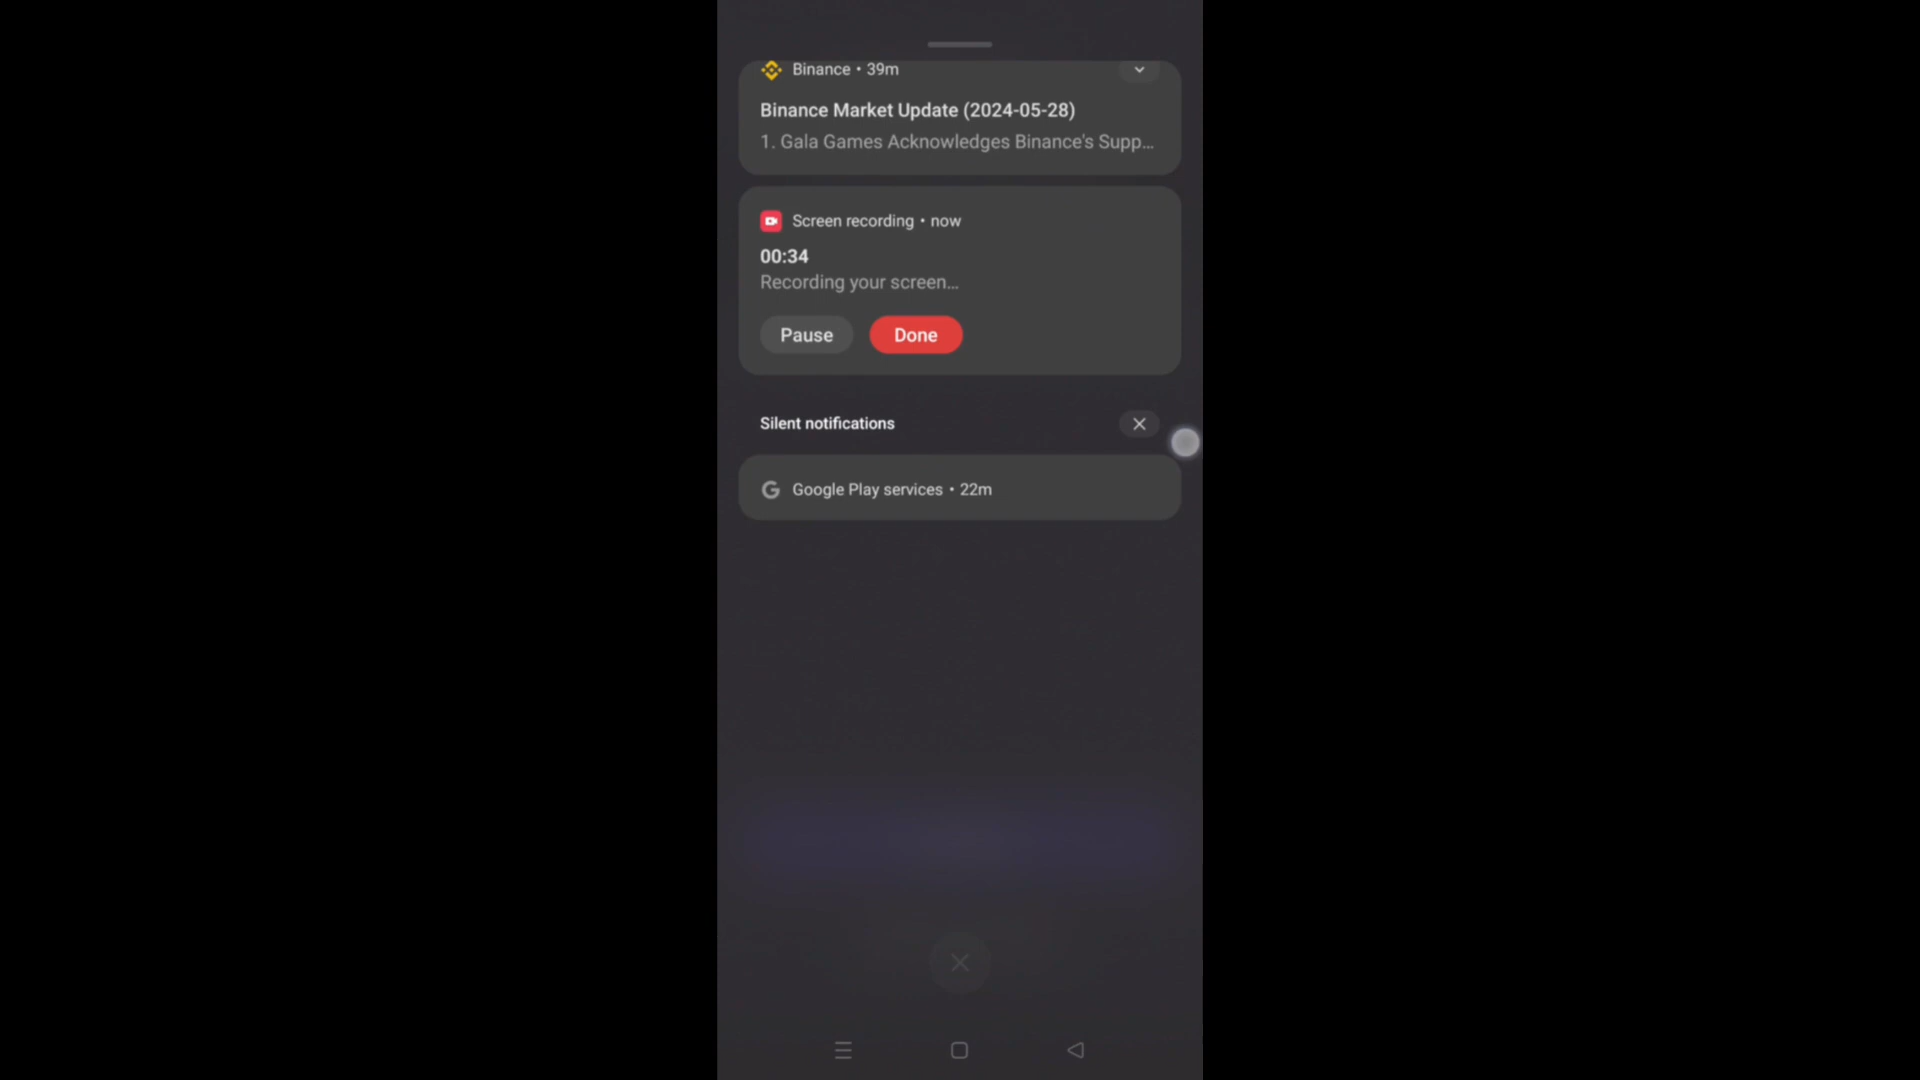 Binance • 39m
Binance Market Update (2024-05-28)
1. Gala Games Acknowledges Binance's Supp...
Screen recording • now
00:34
Recording your screen...
Pause Done
Silent notifications
Google Play services • 22m